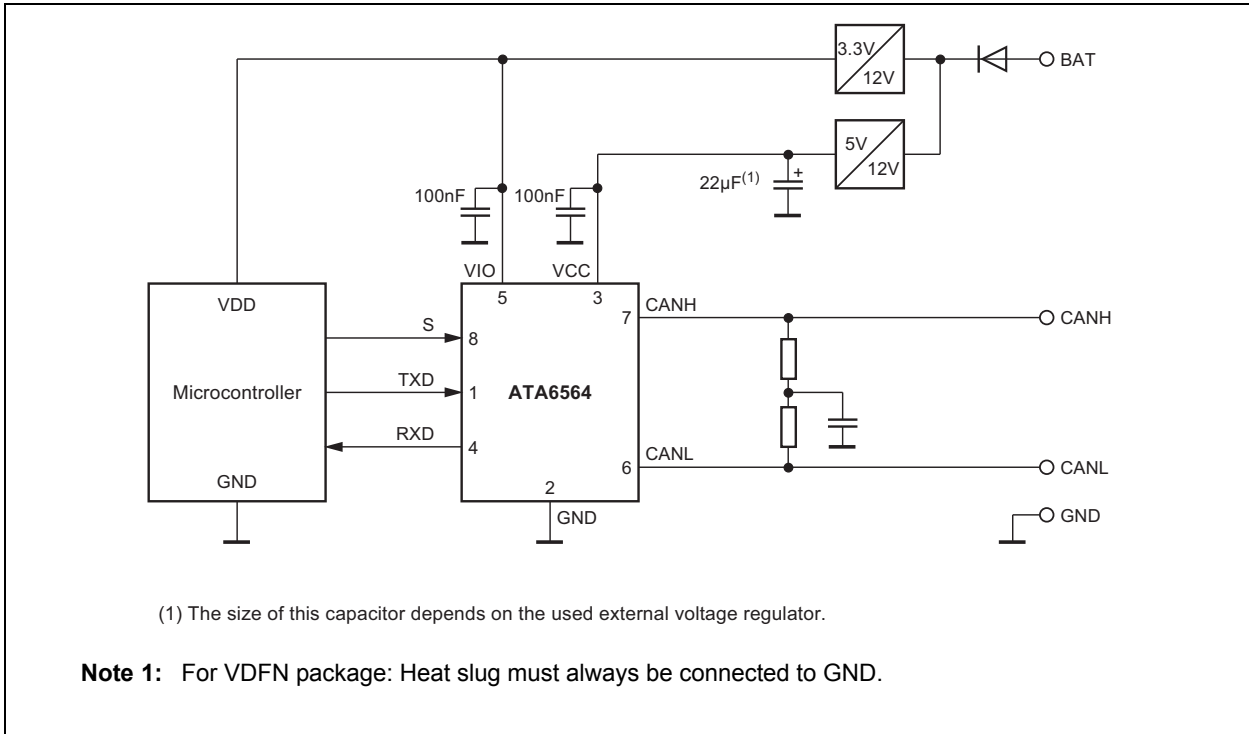 3.3V
12V
BAT
5V
12V
22µF(1)
+
100nF
100nF
VIO
VCC
VDD
5
3
7
CANH
CANH
S
8
Microcontroller
TXD
1
ATA6564
RXD
4
GND
2
GND
6
CANL
CANL
GND
(1) The size of this capacitor depends on the used external voltage regulator.
Note 1: For VDFN package: Heat slug must always be connected to GND.